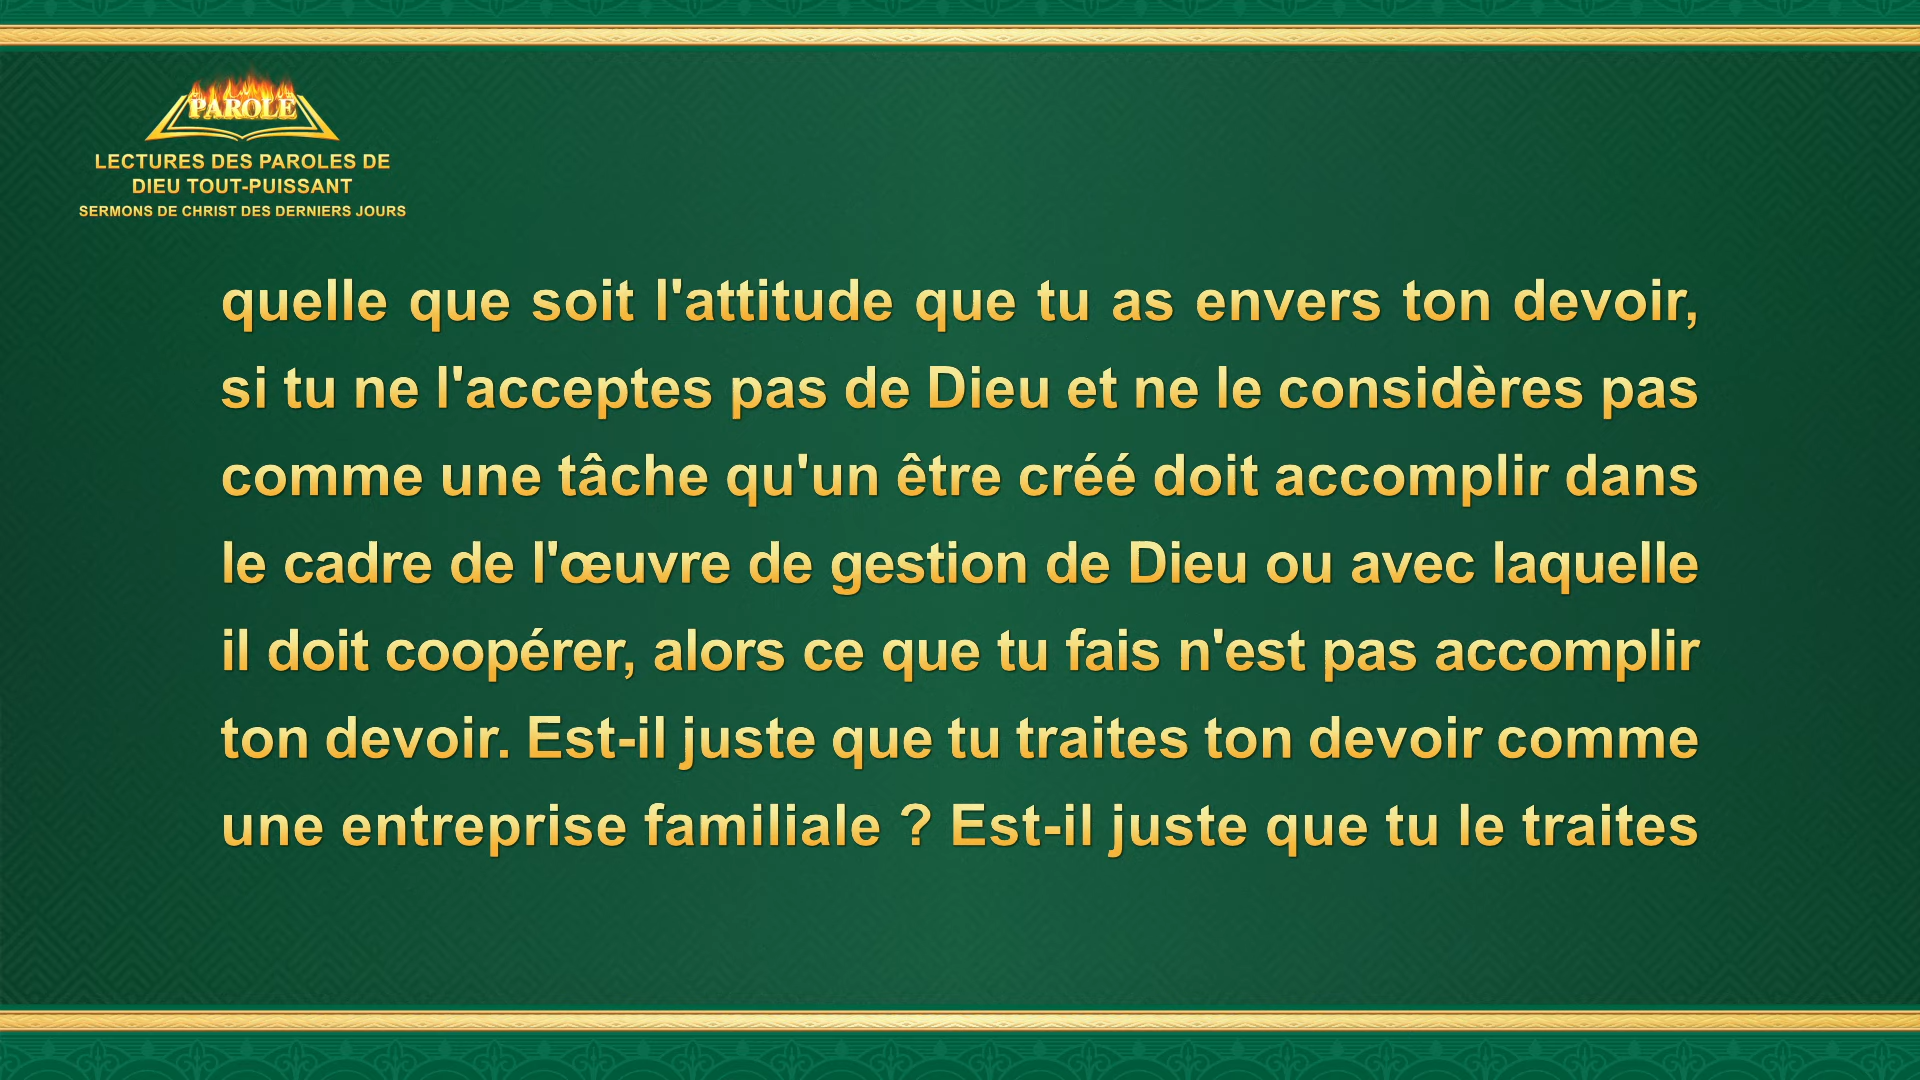 PAROLE
LECTURES DES PAROLES DE
DIEU TOUT-PUISSANT
SERMONS DE CHRIST DES DERNIERS JOURS
quelle que soit l'attitude que tu as envers ton devoir,
si tu ne l'acceptes pas de Dieu et ne le considères pas
comme une tâche qu'un être créé doit accomplir dans
le cadre de l'œuvre de gestion de Dieu ou avec laquelle
il doit coopérer, alors ce que tu fais n'est pas accomplir
ton devoir. Est-il juste que tu traites ton devoir comme
une entreprise familiale ? Est-il juste que tu le traites